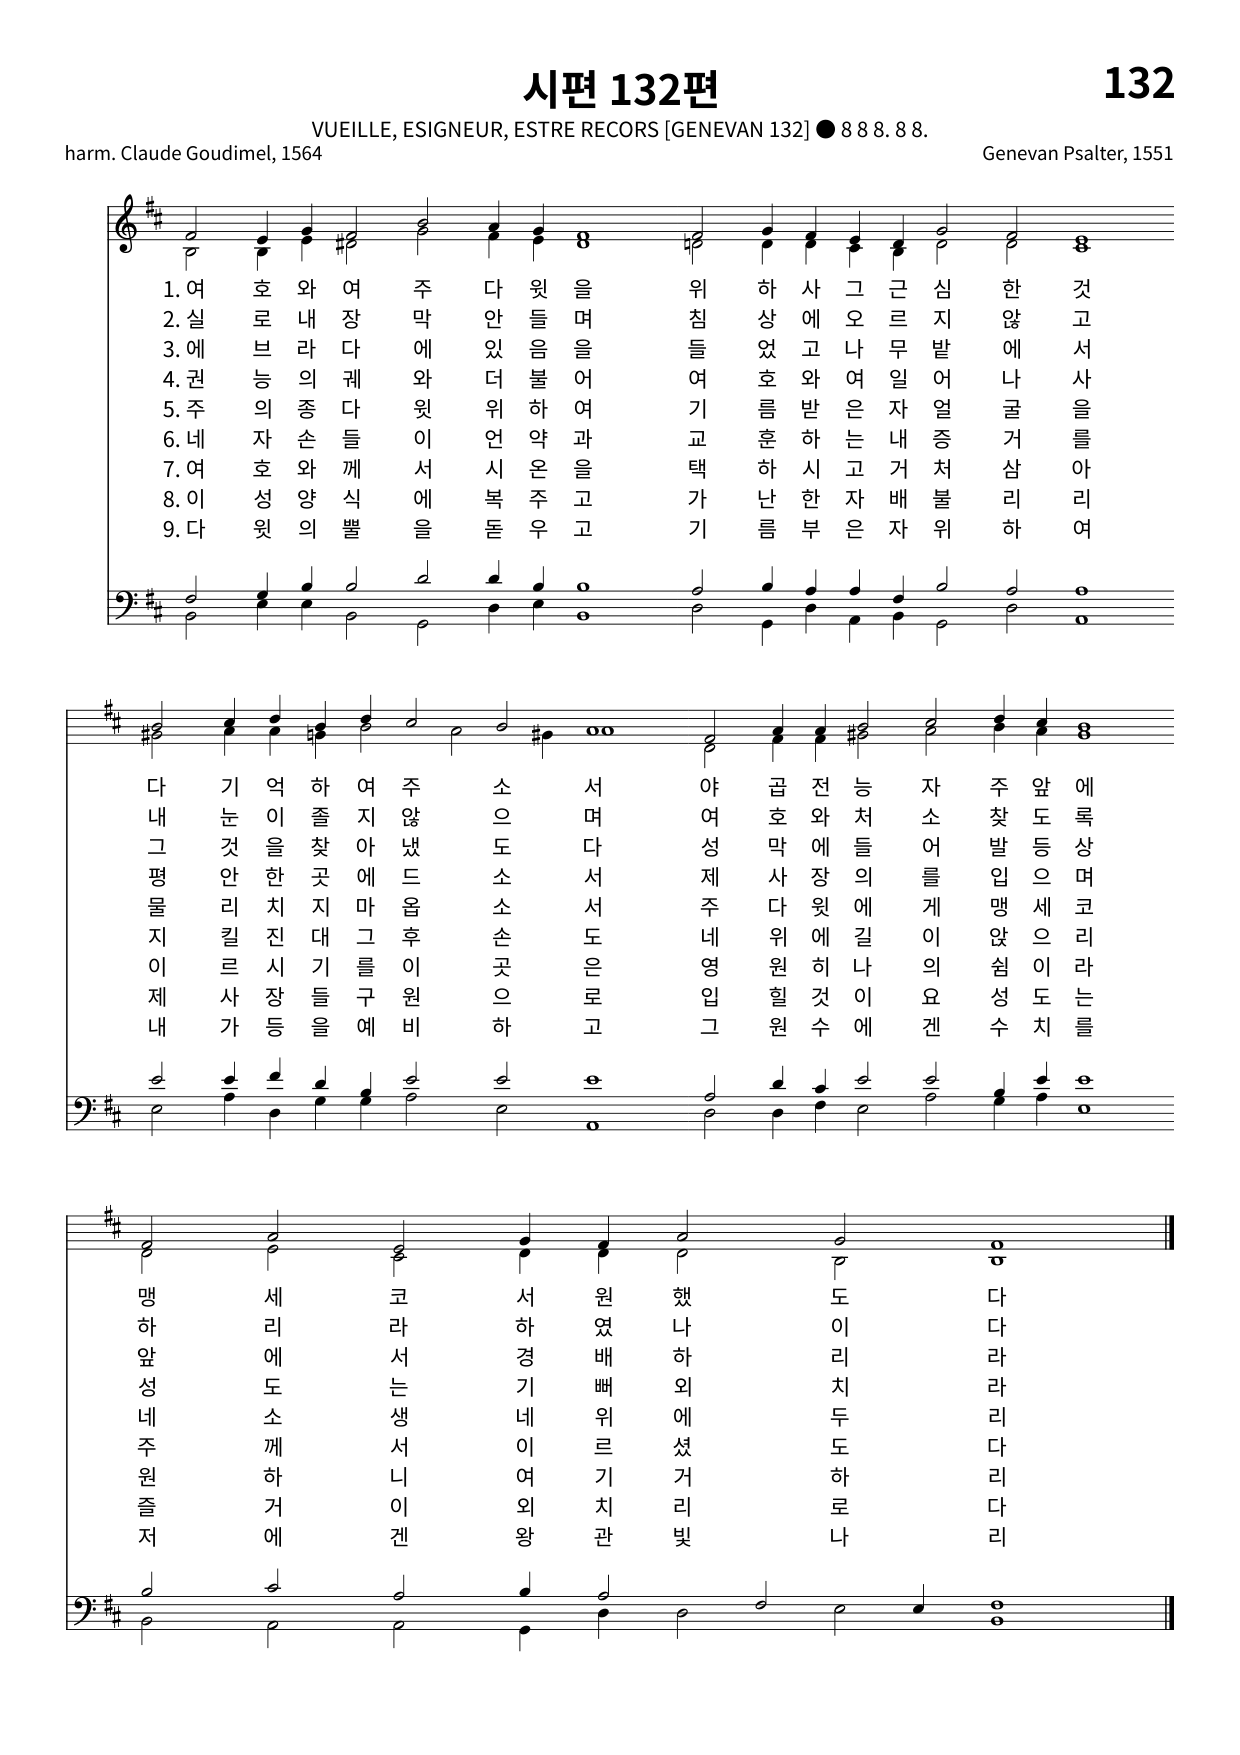 시편 132편
132
VUEILLE, ESIGNEUR, ESTRE RECORS [GENEVAN 132] ● 8 8 8. 8 8.
harm. Claude Goudimel, 1564
Genevan Psalter, 1551
1. 여 호 와 여 주 다 윗 을 위 하 사 그 근 심 한 것
2. 실 로 내 장 막 안 들 며 침 상 에 오 르 지 않 고
3. 에 브 라 다 에 있 음 을 들 었 고 나 무 밭 에 서
4. 권 능 의 궤 와 더 불 어 여 호 와 여 일 어 나 사
5. 주 의 종 다 윗 위 하 여 기 름 받 은 자 얼 굴 을
6. 네 자 손 들 이 언 약 과 교 훈 하 는 내 증 거 를
7. 여 호 와 께 서 시 온 을 택 하 시 고 거 처 삼 아
8. 이 성 양 식 에 복 주 고 가 난 한 자 배 불 리 리
9. 다 윗 의 뿔 을 돋 우 고 기 름 부 은 자 위 하 여
다 기 억 하 여 주 소 서 야 곱 전 능 자 주 앞 에
내 눈 이 졸 지 않 으 며 여 호 와 처 소 찾 도 록
그 것 을 찾 아 냈 도 다 성 막 에 들 어 발 등 상
평 안 한 곳 에 드 소 서 제 사 장 의 를 입 으 며
물 리 치 지 마 옵 소 서 주 다 윗 에 게 맹 세 코
지 킬 진 대 그 후 손 도 네 위 에 길 이 앉 으 리
이 르 시 기 를 이 곳 은 영 원 히 나 의 쉼 이 라
제 사 장 들 구 원 으 로 입 힐 것 이 요 성 도 는
내 가 등 을 예 비 하 고 그 원 수 에 겐 수 치 를
맹 세 코 서 원 했 도 다
하 리 라 하 였 나 이 다
앞 에 서 경 배 하 리 라
성 도 는 기 뻐 외 치 라
네 소 생 네 위 에 두 리
주 께 서 이 르 셨 도 다
원 하 니 여 기 거 하 리
즐 거 이 외 치 리 로 다
저 에 겐 왕 관 빛 나 리